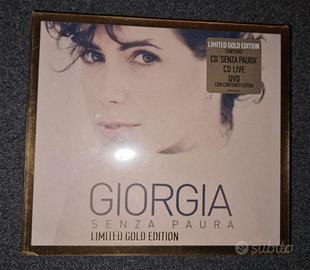 LIMITED GOLD EDITION
CONTIENE
CD "SENZA PAURA"
CD LIVE
DVD
CON CONTENUTI EXTRA
GIORGIA
SENZA PAURA
LIMITED GOLD EDITION
subito